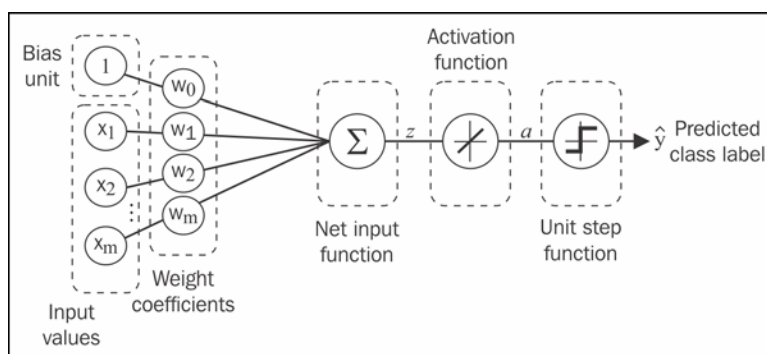 Bias
unit
1
x1
x2
⋮
xm
Input
values
w0
w1
w2
wm
Weight
coefficients
Σ
Net input
function
z
Activation
function
a
Unit step
function
ŷ
Predicted
class label